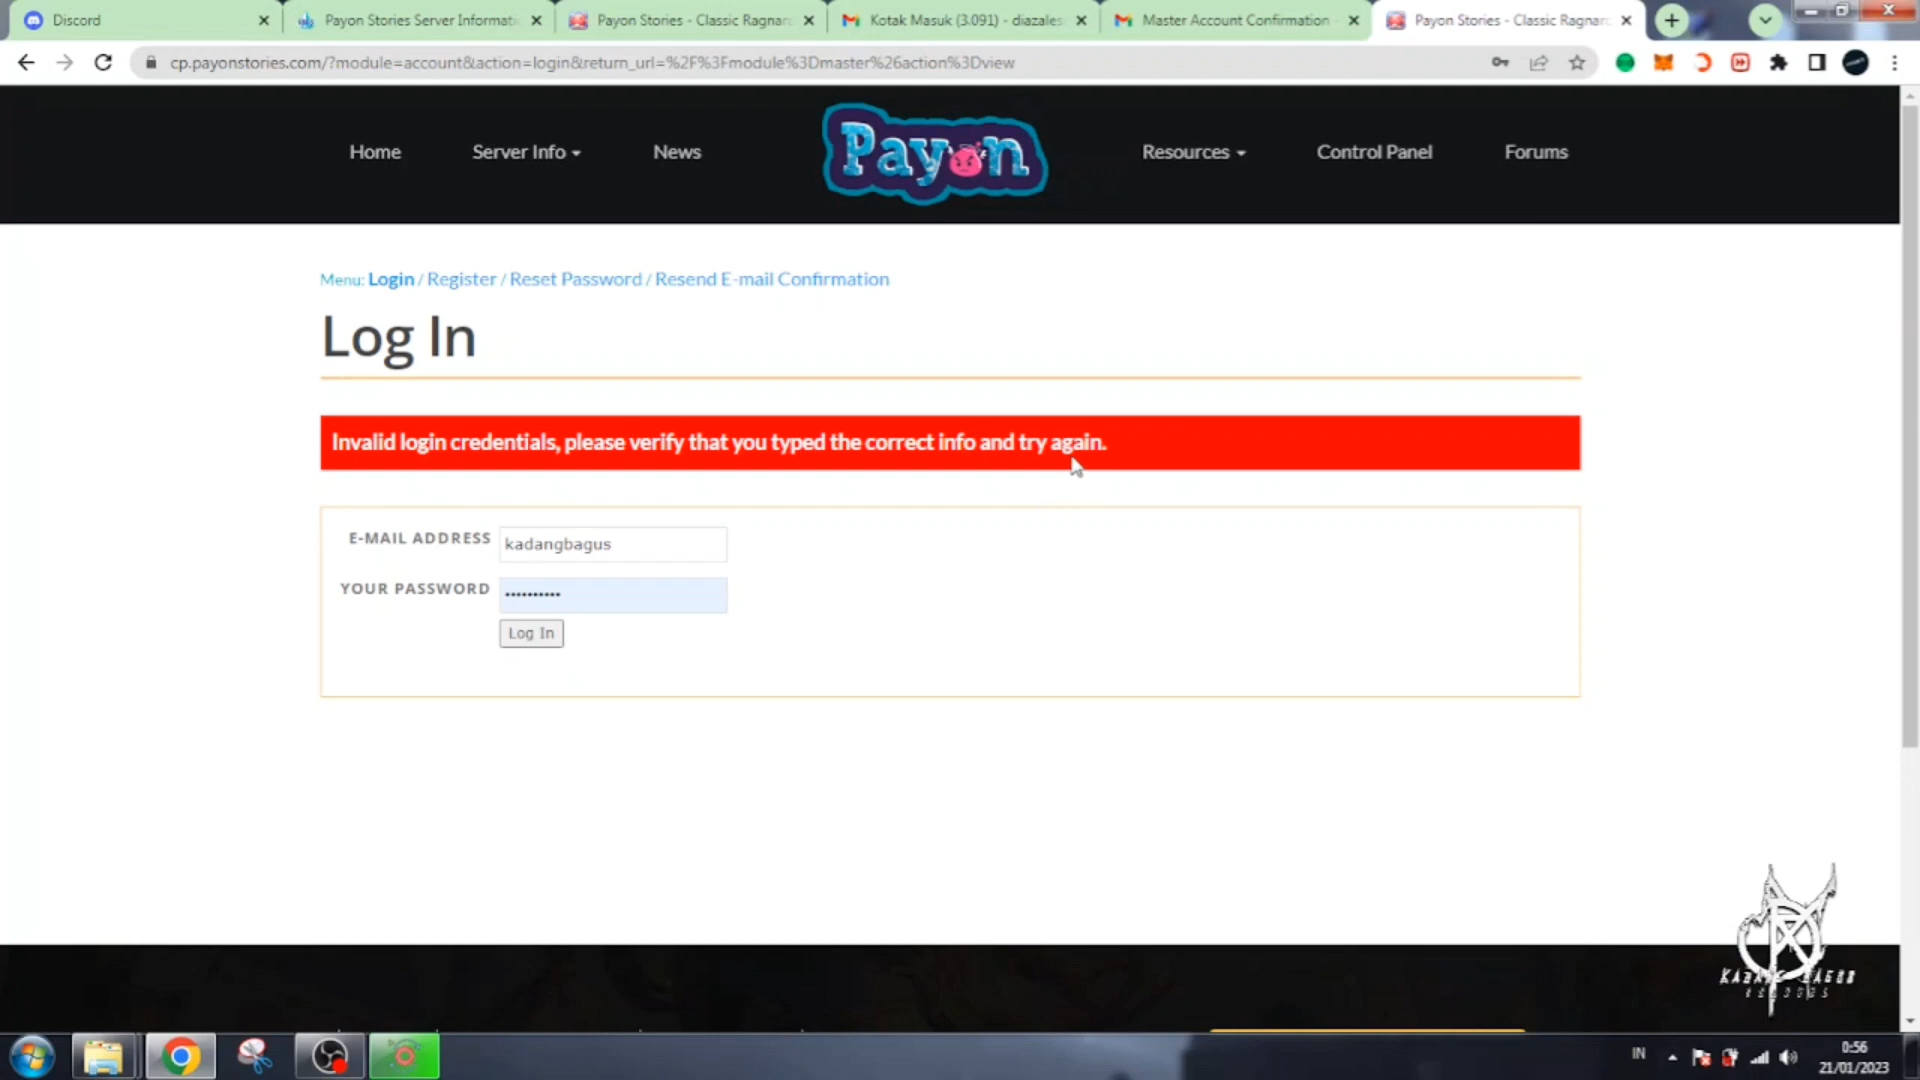 Discord
Payon Stories Server Informati
Payon Stories - Classic Ragnar
Kotak Masuk (3.091) - diazales
Master Account Confirmation
Payon Stories - Classic Ragnar
cp.payonstories.com/?module=account&action=login&return_url=%2F%3Fmodule%3Dmaster%26action%3Dview
Home
Server Info
News
Payon
Resources
Control Panel
Forums
Menu: Login / Register / Reset Password / Resend E-mail Confirmation
Log In
Invalid login credentials, please verify that you typed the correct info and try again.
E-MAIL ADDRESS
kadangbagus
YOUR PASSWORD
••••••••••
Log In
IN
0:56
21/01/2023